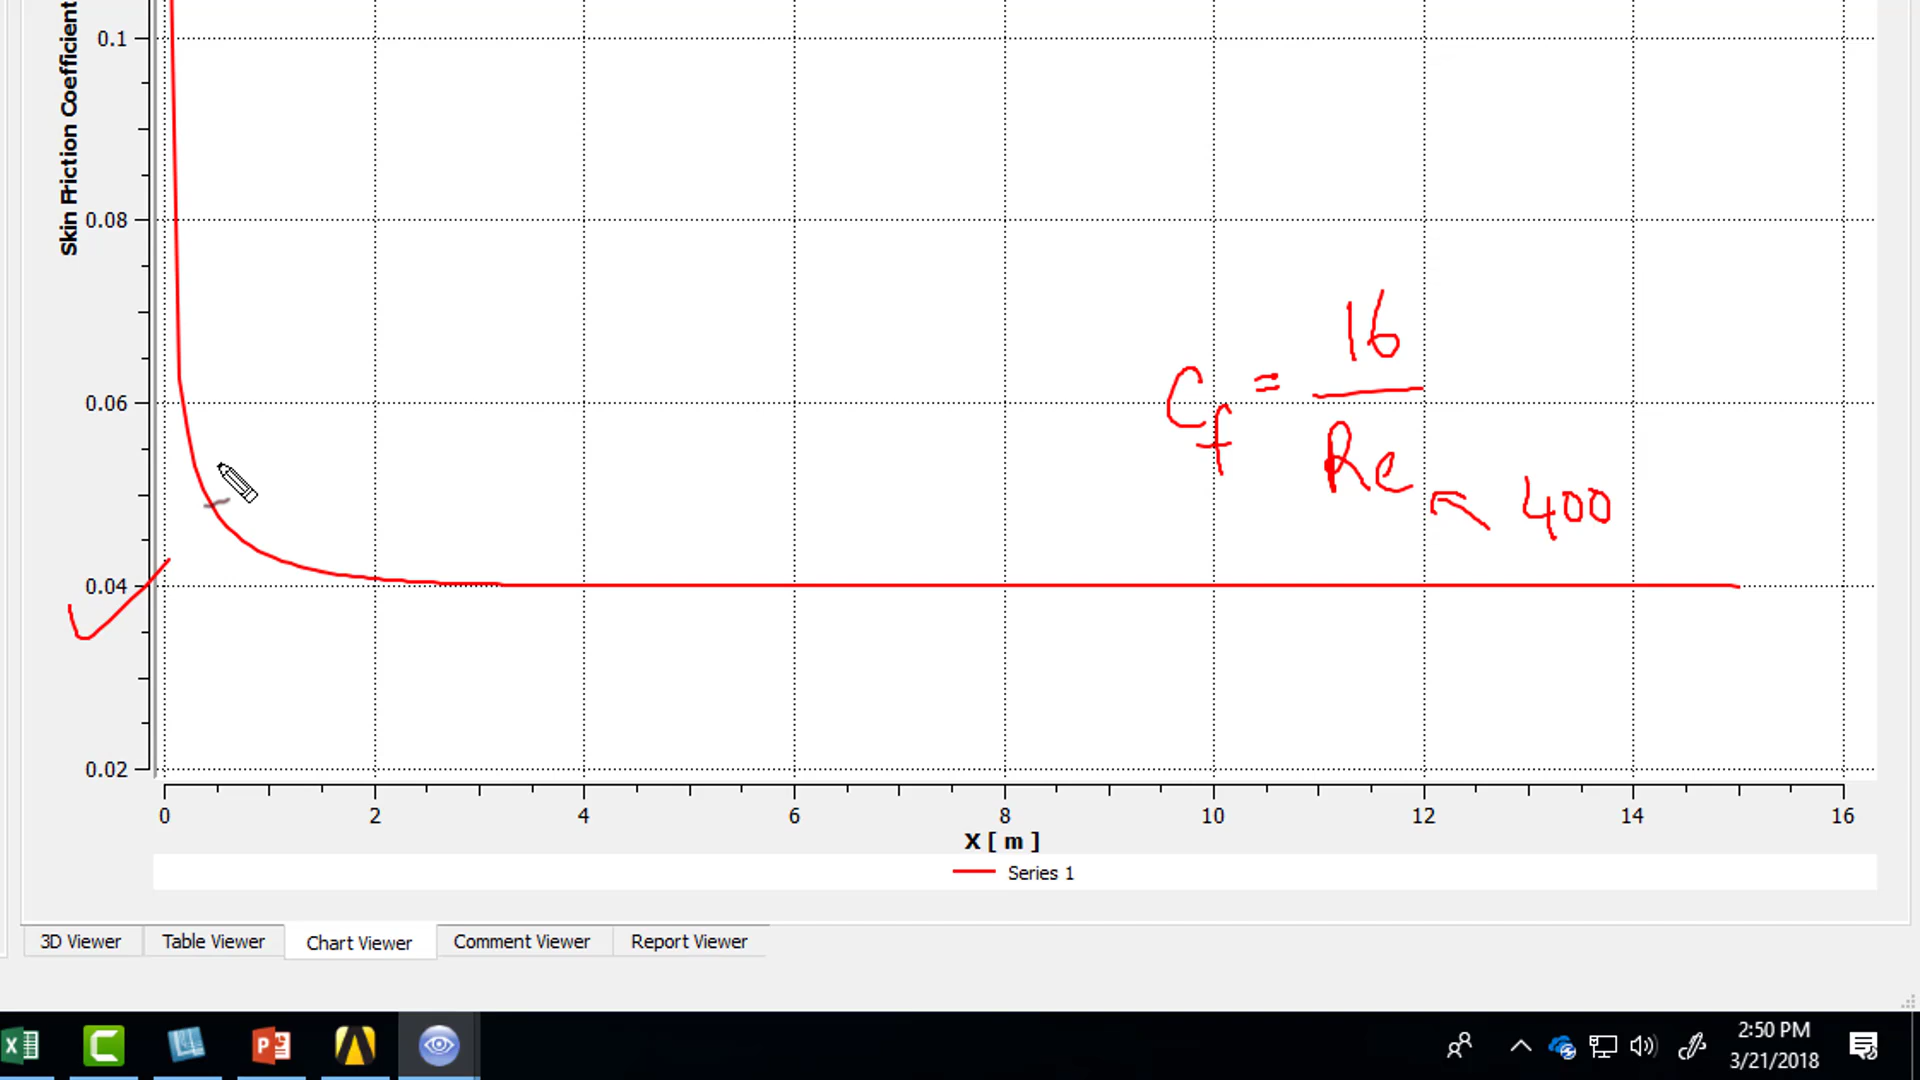 Skin Friction Coefficient
0.1
0.08
0.06
0.04
0.02
C_f = 16
Re
400
0 2 4 6 8 10 12 14 16
X [ m ]
Series 1
3D Viewer Table Viewer Chart Viewer Comment Viewer Report Viewer
2:50 PM
3/21/2018